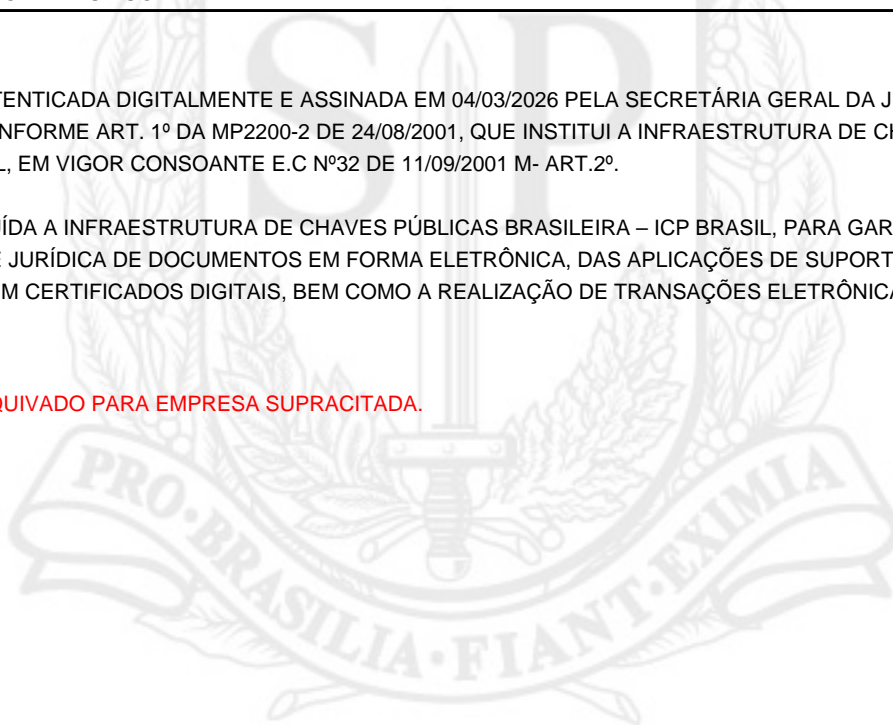 TENTICADA DIGITALMENTE E ASSINADA EM 04/03/2026 PELA SECRETÁRIA GERAL DA J
NFORME ART. 1º DA MP2200-2 DE 24/08/2001, QUE INSTITUI A INFRAESTRUTURA DE CH
L, EM VIGOR CONSOANTE E.C Nº32 DE 11/09/2001 M- ART.2º.
ÍDA A INFRAESTRUTURA DE CHAVES PÚBLICAS BRASILEIRA – ICP BRASIL, PARA GAR
E JURÍDICA DE DOCUMENTOS EM FORMA ELETRÔNICA, DAS APLICAÇÕES DE SUPORT
M CERTIFICADOS DIGITAIS, BEM COMO A REALIZAÇÃO DE TRANSAÇÕES ELETRÔNICA
QUIVADO PARA EMPRESA SUPRACITADA.
SP
PRO·BRASILIA·FIANT·EXIMIA